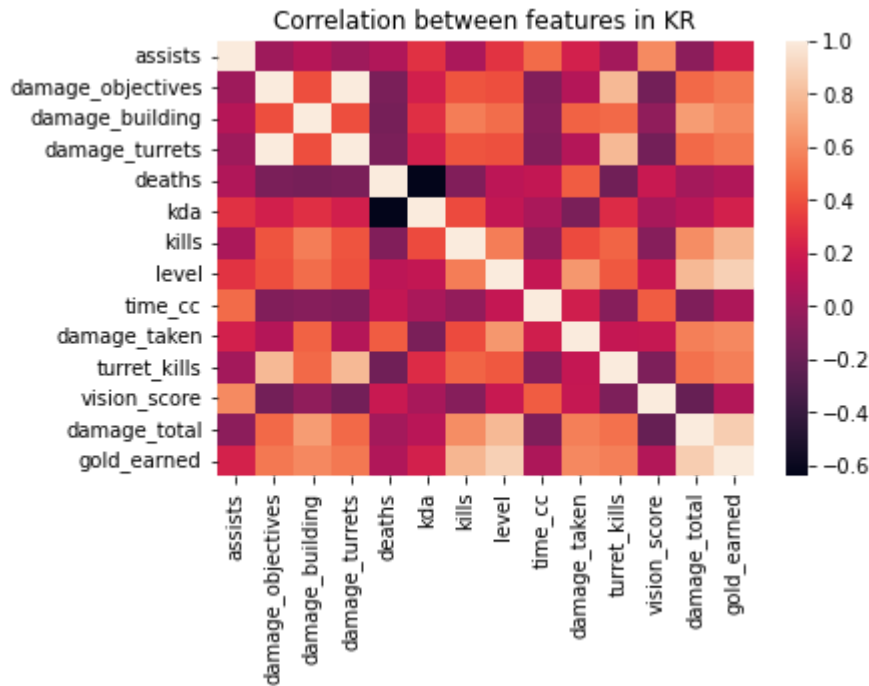 Correlation between features in KR
assists
damage_objectives
damage_building
damage_turrets
deaths
kda
kills
level
time_cc
damage_taken
turret_kills
vision_score
damage_total
gold_earned
assists
damage_objectives
damage_building
damage_turrets
deaths
kda
kills
level
time_cc
damage_taken
turret_kills
vision_score
damage_total
gold_earned
1.0
0.8
0.6
0.4
0.2
0.0
−0.2
−0.4
−0.6